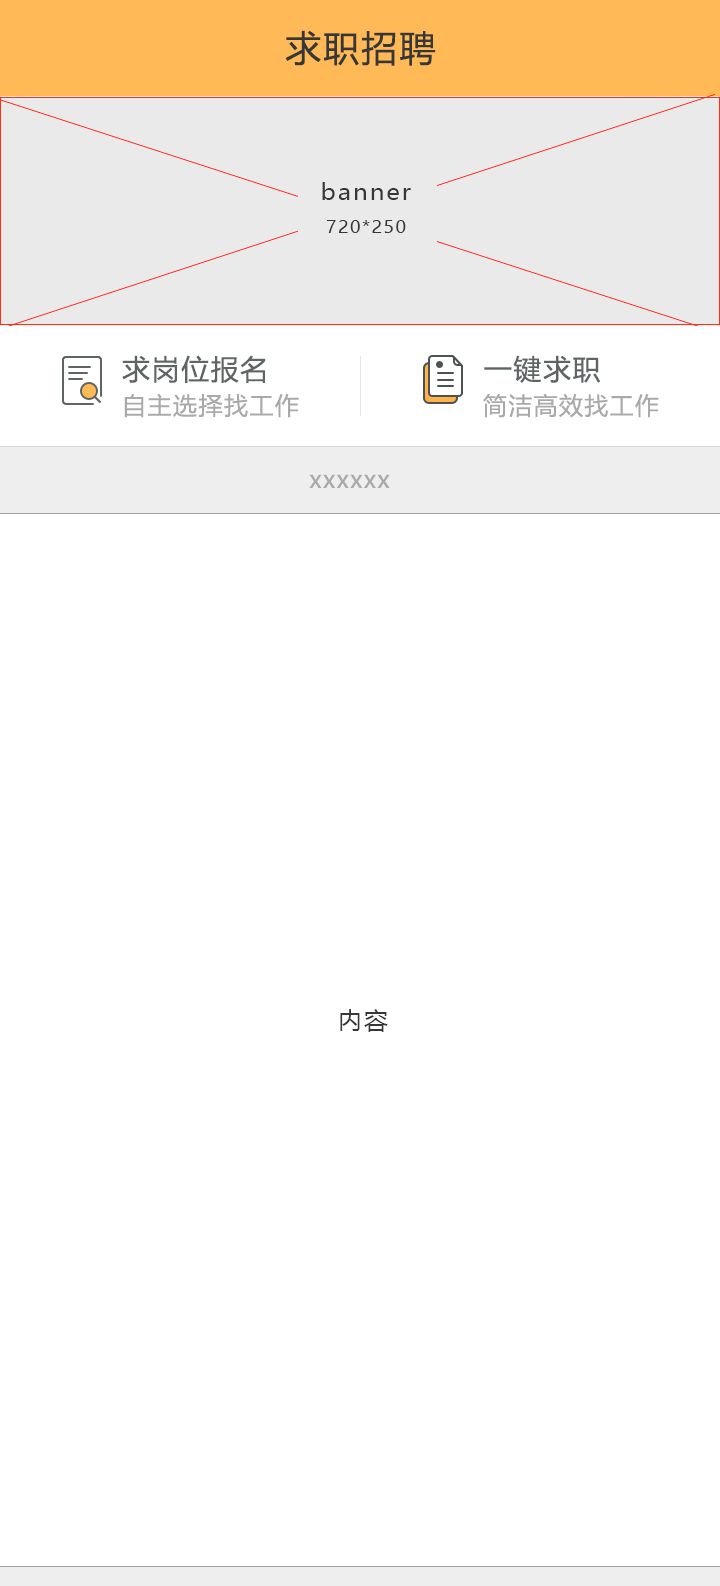 求职招聘
banner
720*250
求岗位报名
自主选择找工作
一键求职
简洁高效找工作
xxxxxx
内容